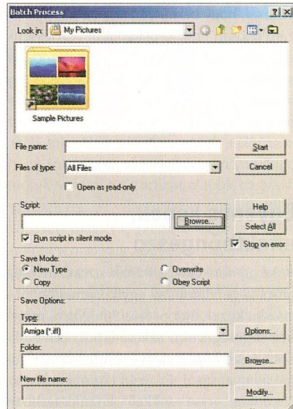 Batch Process
Look in: My Pictures
Sample Pictures
File name:
Start
Files of type: All Files
Cancel
Open as read-only
Script:
Help
Browse...
Select All
Run script in silent mode
Stop on error
Save Mode:
New Type
Overwrite
Copy
Obey Script
Save Options:
Type:
Amiga (*.iff)
Options...
Folder:
Browse...
New file name:
Modify...